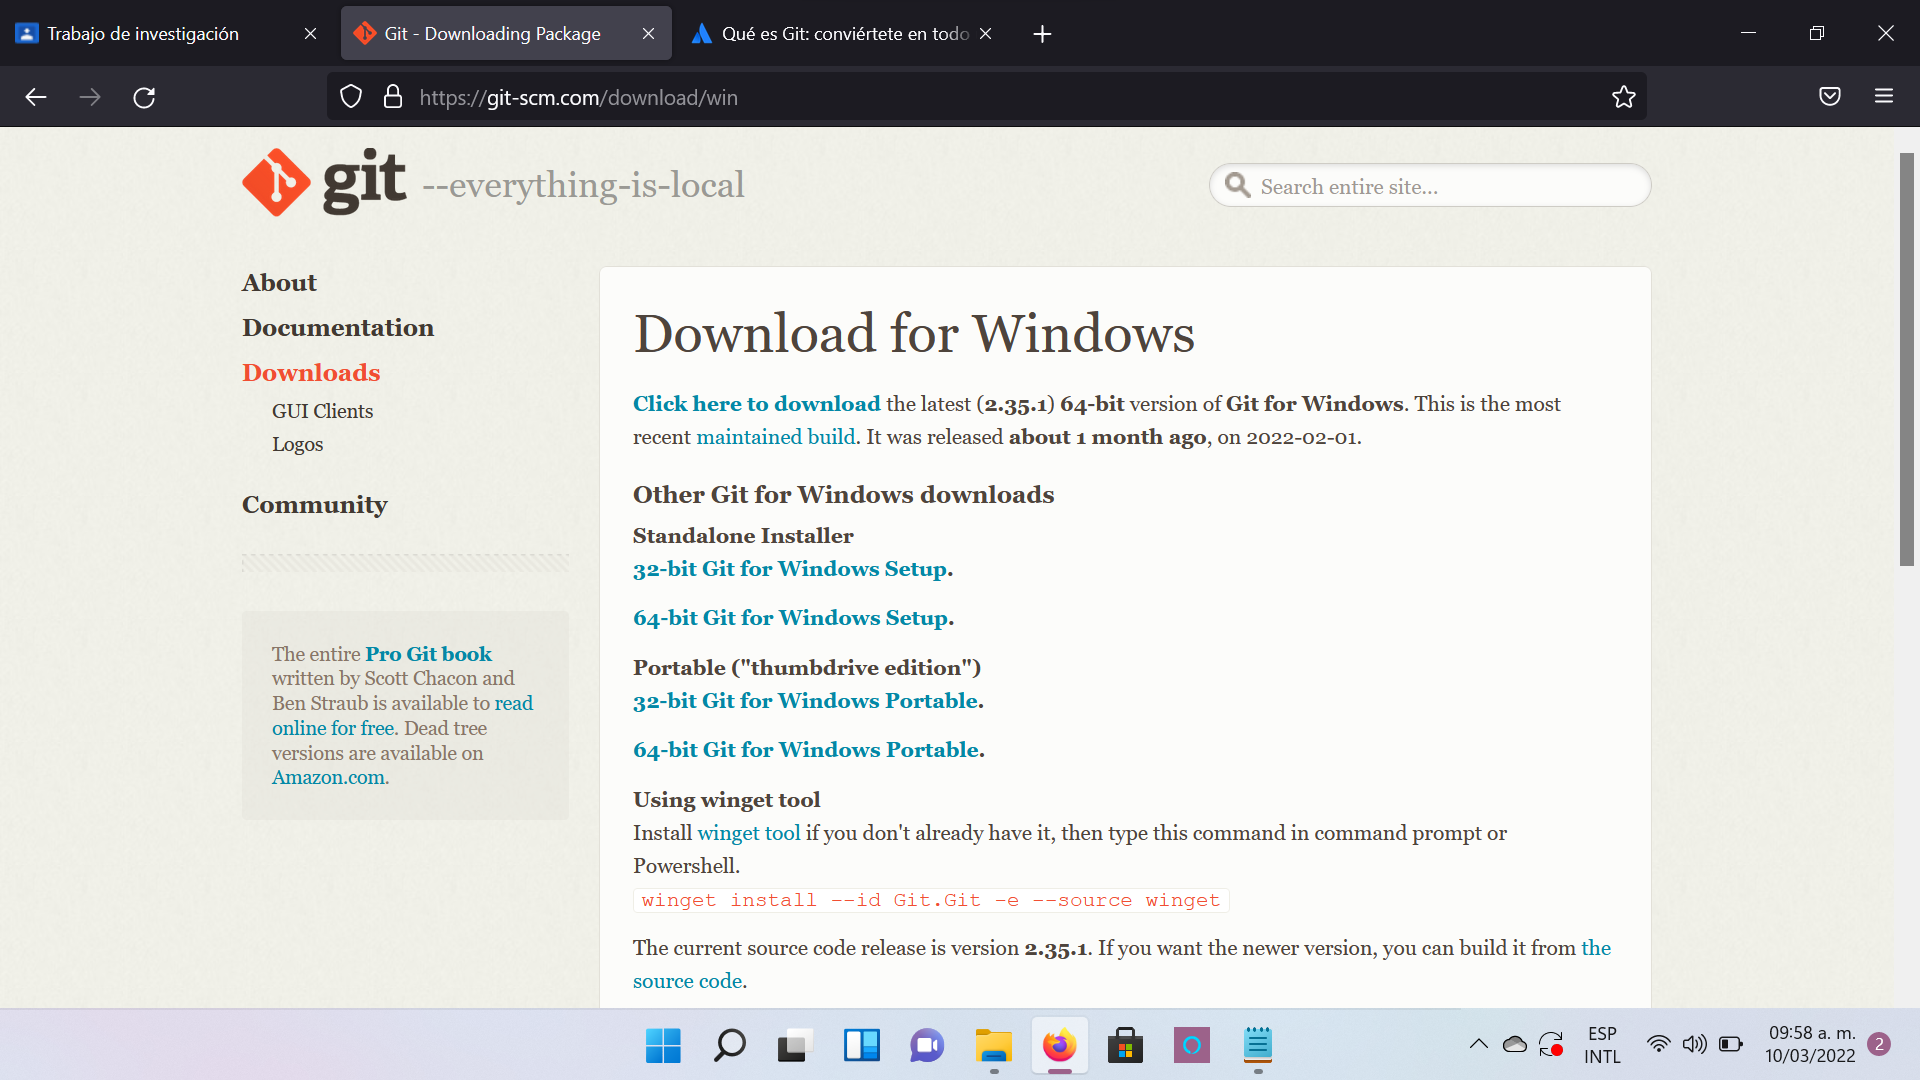 Trabajo de investigación
Git - Downloading Package
Qué es Git: conviértete en todo
https://git-scm.com/download/win
git --everything-is-local
Search entire site...
About
Documentation
Downloads
GUI Clients
Logos
Community
The entire Pro Git book
written by Scott Chacon and
Ben Straub is available to read
online for free. Dead tree
versions are available on
Amazon.com.
Download for Windows
Click here to download the latest (2.35.1) 64-bit version of Git for Windows. This is the most
recent maintained build. It was released about 1 month ago, on 2022-02-01.
Other Git for Windows downloads
Standalone Installer
32-bit Git for Windows Setup.
64-bit Git for Windows Setup.
Portable ("thumbdrive edition")
32-bit Git for Windows Portable.
64-bit Git for Windows Portable.
Using winget tool
Install winget tool if you don't already have it, then type this command in command prompt or
Powershell.
winget install --id Git.Git -e --source winget
The current source code release is version 2.35.1. If you want the newer version, you can build it from the
source code.
ESP
INTL
09:58 a. m.
10/03/2022
2